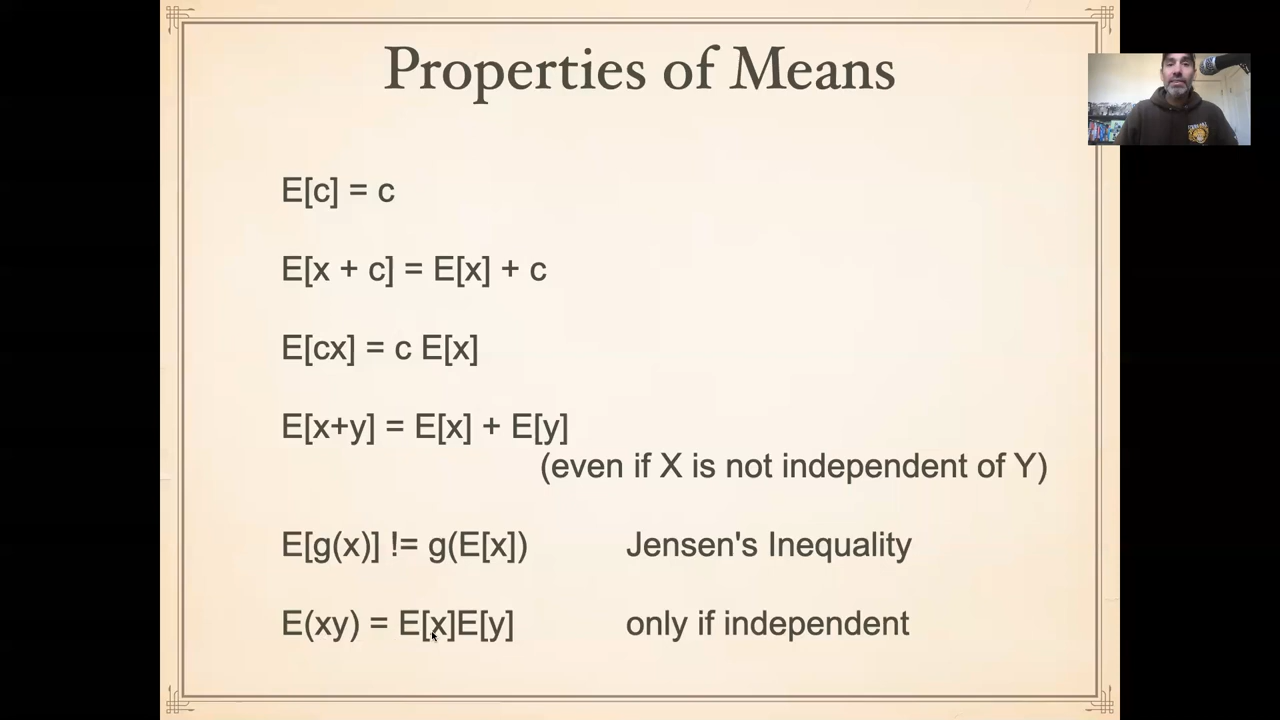 Properties of Means
E[c] = c
E[x + c] = E[x] + c
E[cx] = c E[x]
E[x+y] = E[x] + E[y]
(even if X is not independent of Y)
E[g(x)] != g(E[x]) Jensen's Inequality
E(xy) = E[x]E[y] only if independent